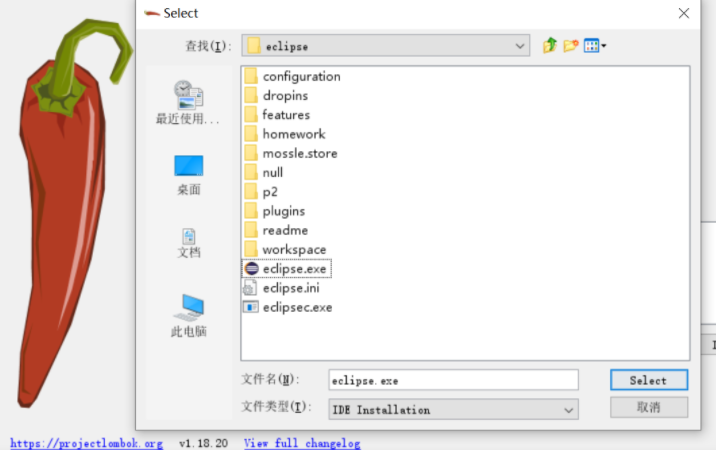 Select
查找(I):
eclipse
最近使用...
桌面
文档
此电脑
configuration
dropins
features
homework
mossle.store
null
p2
plugins
readme
workspace
eclipse.exe
eclipse.ini
eclipsec.exe
文件名(N):
eclipse.exe
Select
文件类型(T):
IDE Installation
取消
https://projectlombok.org v1.18.20 View full changelog